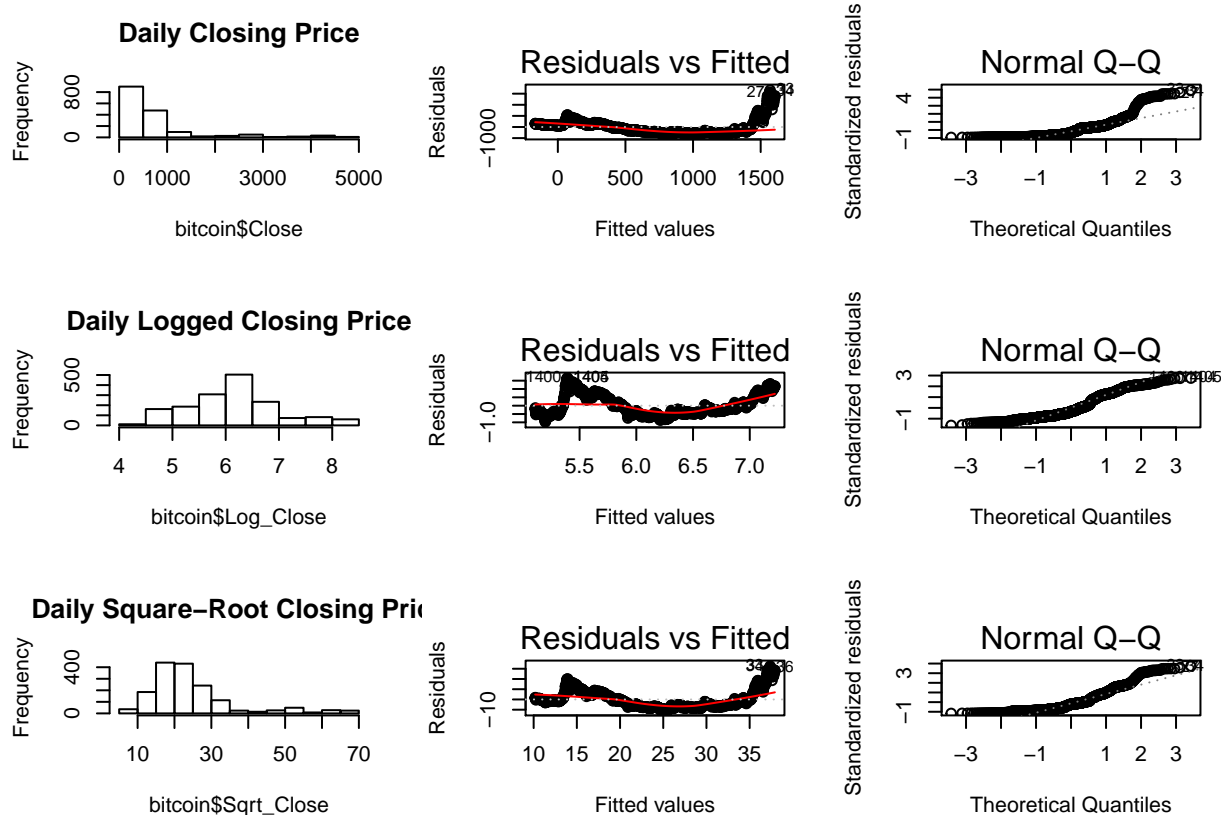 Daily Closing Price
Frequency
0 800
0 1000 3000 5000
bitcoin$Close
Residuals vs Fitted
Residuals
−1000
0 500 1000 1500
Fitted values
Normal Q−Q
Standardized residuals
−1 4
−3 −1 1 2 3
Theoretical Quantiles
Daily Logged Closing Price
Frequency
0 500
4 5 6 7 8
bitcoin$Log_Close
Residuals vs Fitted
Residuals
−1.0
5.5 6.0 6.5 7.0
Fitted values
Normal Q−Q
Standardized residuals
−1 3
−3 −1 1 2 3
Theoretical Quantiles
Daily Square−Root Closing
Frequency
0 400
10 30 50 70
bitcoin$Sqrt_Close
Residuals vs Fitted
Residuals
−10
10 15 20 25 30 35
Fitted values
Normal Q−Q
Standardized residuals
−1 3
−3 −1 1 2 3
Theoretical Quantiles